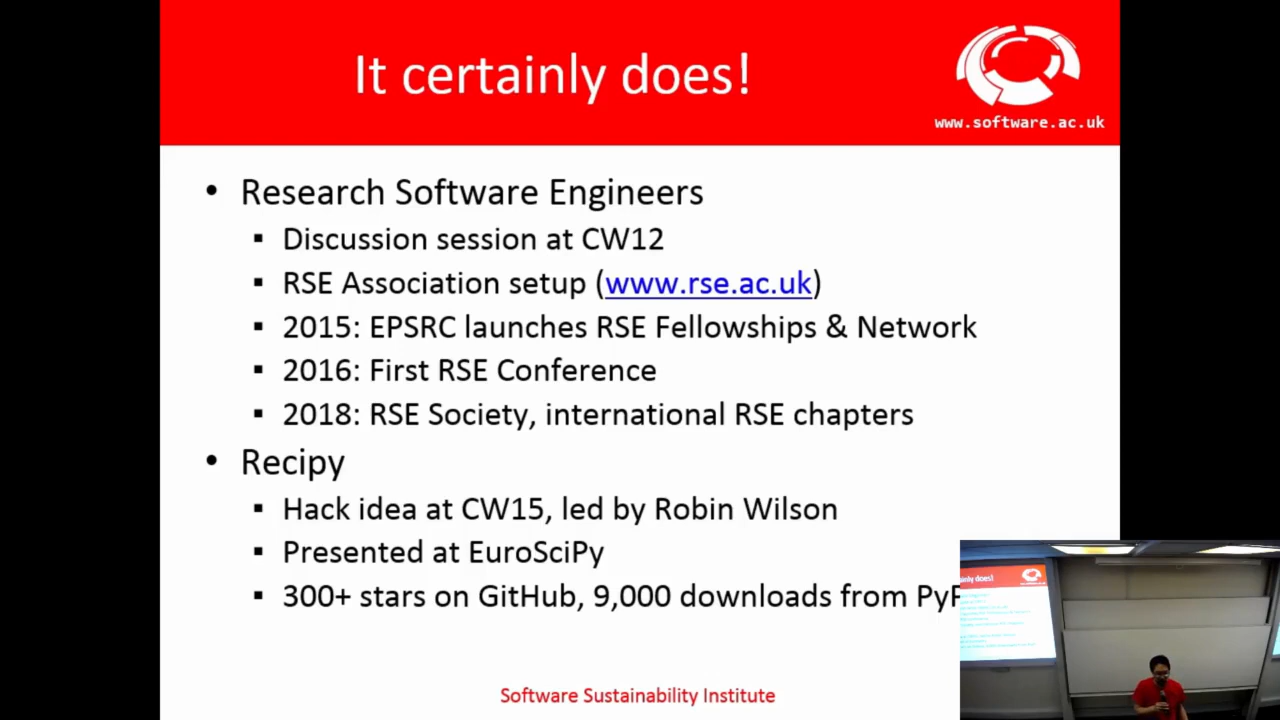 It certainly does!
www.software.ac.uk
• Research Software Engineers
▪ Discussion session at CW12
▪ RSE Association setup (www.rse.ac.uk)
▪ 2015: EPSRC launches RSE Fellowships & Network
▪ 2016: First RSE Conference
▪ 2018: RSE Society, international RSE chapters
• Recipy
▪ Hack idea at CW15, led by Robin Wilson
▪ Presented at EuroSciPy
▪ 300+ stars on GitHub, 9,000 downloads from
Software Sustainability Institute
ainly does!